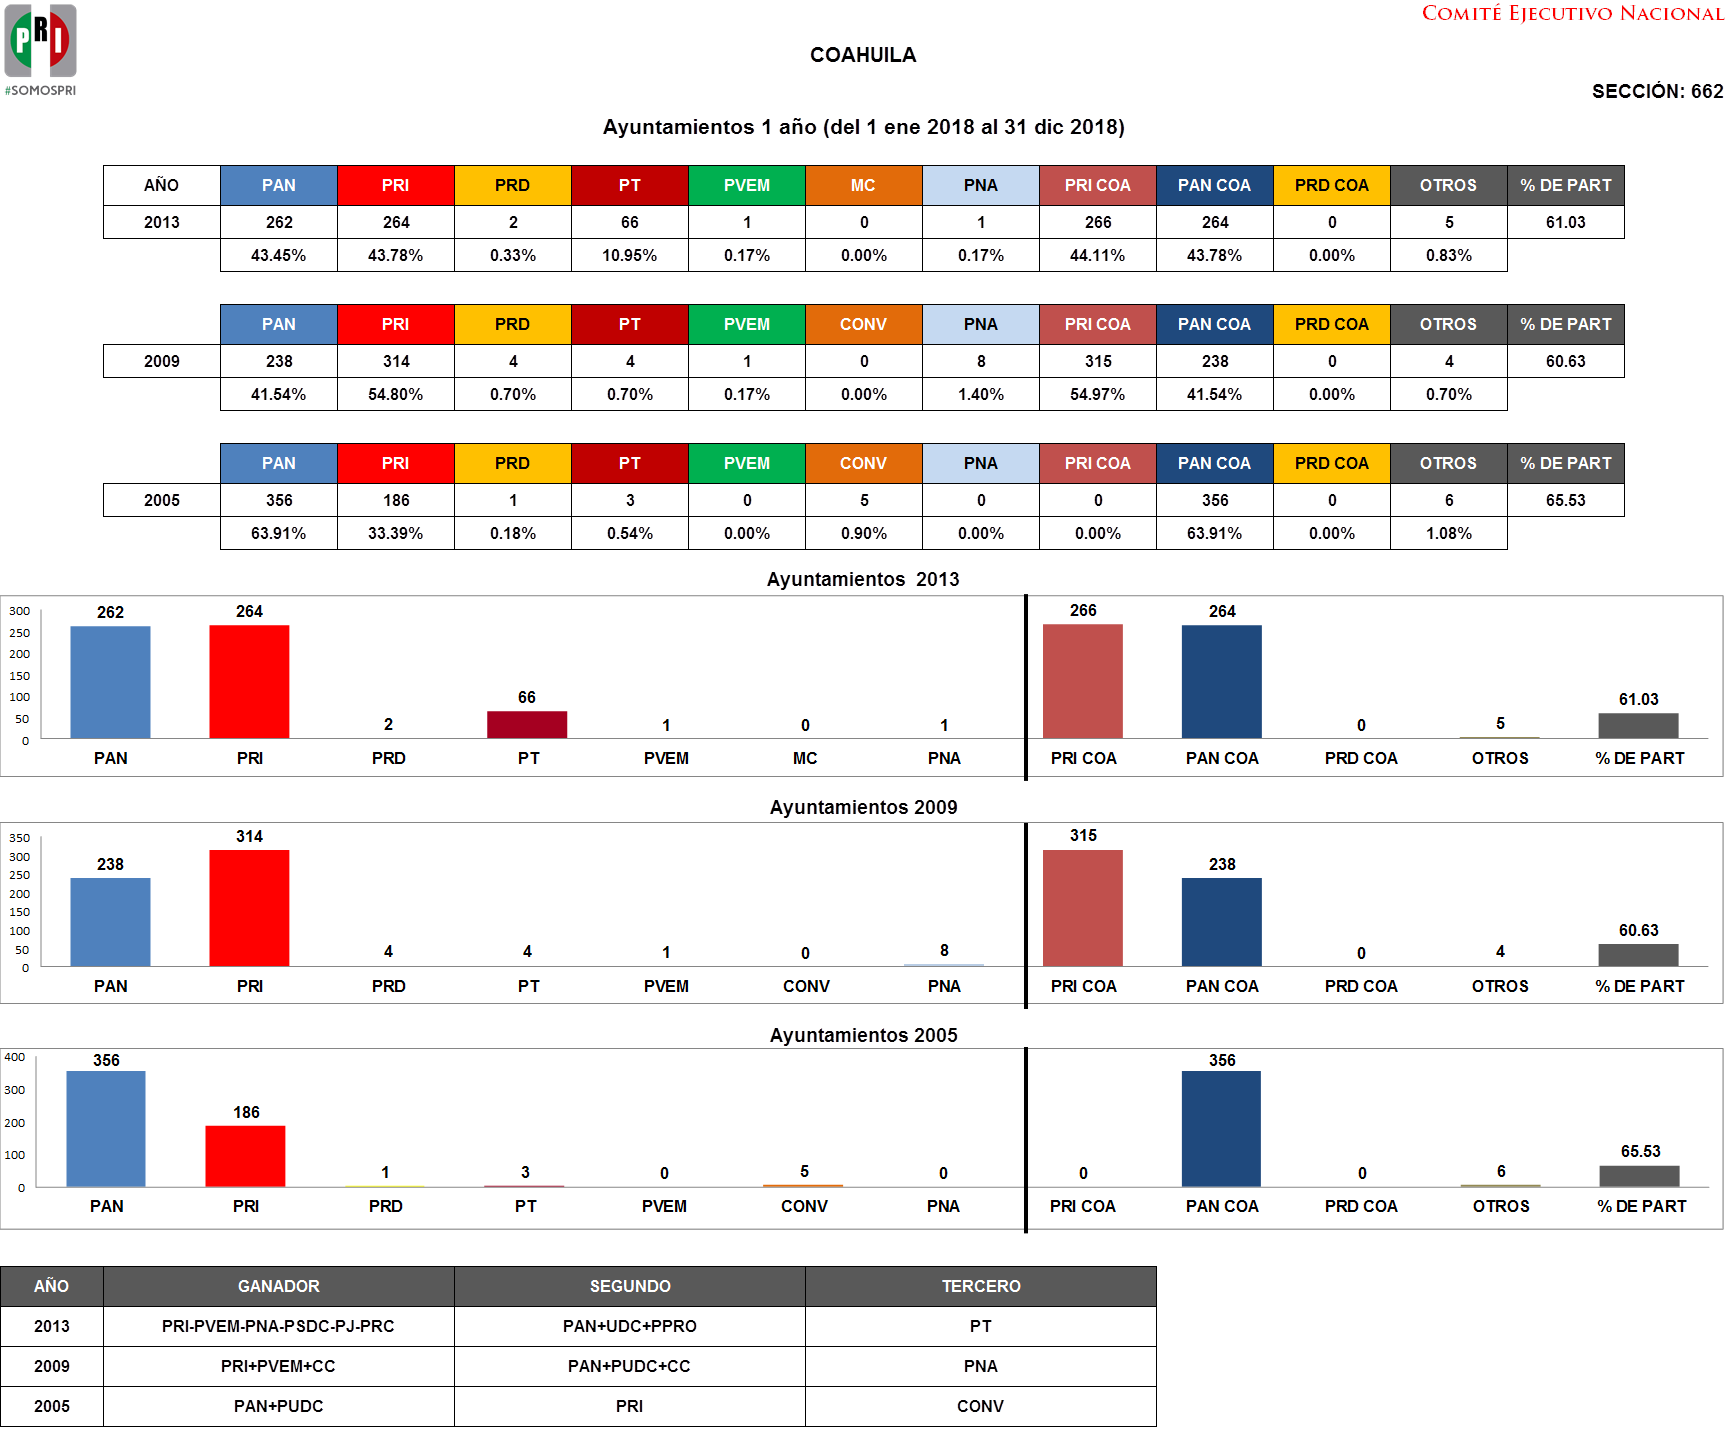 PRI
#SOMOSPRI
COMITÉ EJECUTIVO NACIONAL
COAHUILA
SECCIÓN: 662
Ayuntamientos 1 año (del 1 ene 2018 al 31 dic 2018)
AÑO PAN PRI PRD PT PVEM MC PNA PRI COA PAN COA PRD COA OTROS % DE PART
2013 262 264 2 66 1 0 1 266 264 0 5 61.03
43.45% 43.78% 0.33% 10.95% 0.17% 0.00% 0.17% 44.11% 43.78% 0.00% 0.83%
PAN PRI PRD PT PVEM CONV PNA PRI COA PAN COA PRD COA OTROS % DE PART
2009 238 314 4 4 1 0 8 315 238 0 4 60.63
41.54% 54.80% 0.70% 0.70% 0.17% 0.00% 1.40% 54.97% 41.54% 0.00% 0.70%
PAN PRI PRD PT PVEM CONV PNA PRI COA PAN COA PRD COA OTROS % DE PART
2005 356 186 1 3 0 5 0 0 356 0 6 65.53
63.91% 33.39% 0.18% 0.54% 0.00% 0.90% 0.00% 0.00% 63.91% 0.00% 1.08%
Ayuntamientos 2013
300
250
200
150
100
50
0
262 264 2 66 1 0 1 266 264 0 5 61.03
PAN PRI PRD PT PVEM MC PNA PRI COA PAN COA PRD COA OTROS % DE PART
Ayuntamientos 2009
350
300
250
200
150
100
50
0
238 314 4 4 1 0 8 315 238 0 4 60.63
PAN PRI PRD PT PVEM CONV PNA PRI COA PAN COA PRD COA OTROS % DE PART
Ayuntamientos 2005
400
300
200
100
0
356 186 1 3 0 5 0 0 356 0 6 65.53
PAN PRI PRD PT PVEM CONV PNA PRI COA PAN COA PRD COA OTROS % DE PART
AÑO GANADOR SEGUNDO TERCERO
2013 PRI-PVEM-PNA-PSDC-PJ-PRC PAN+UDC+PPRO PT
2009 PRI+PVEM+CC PAN+PUDC+CC PNA
2005 PAN+PUDC PRI CONV